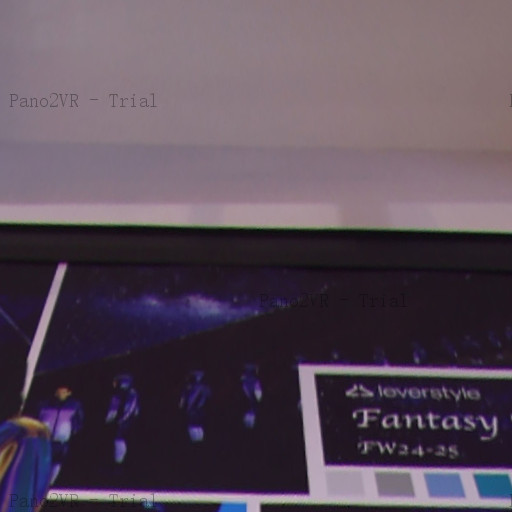 Pano2VR - Trial
Pano2VR - Trial
leverstyle
Fantasy
FW24-25
Pano2VR - Trial